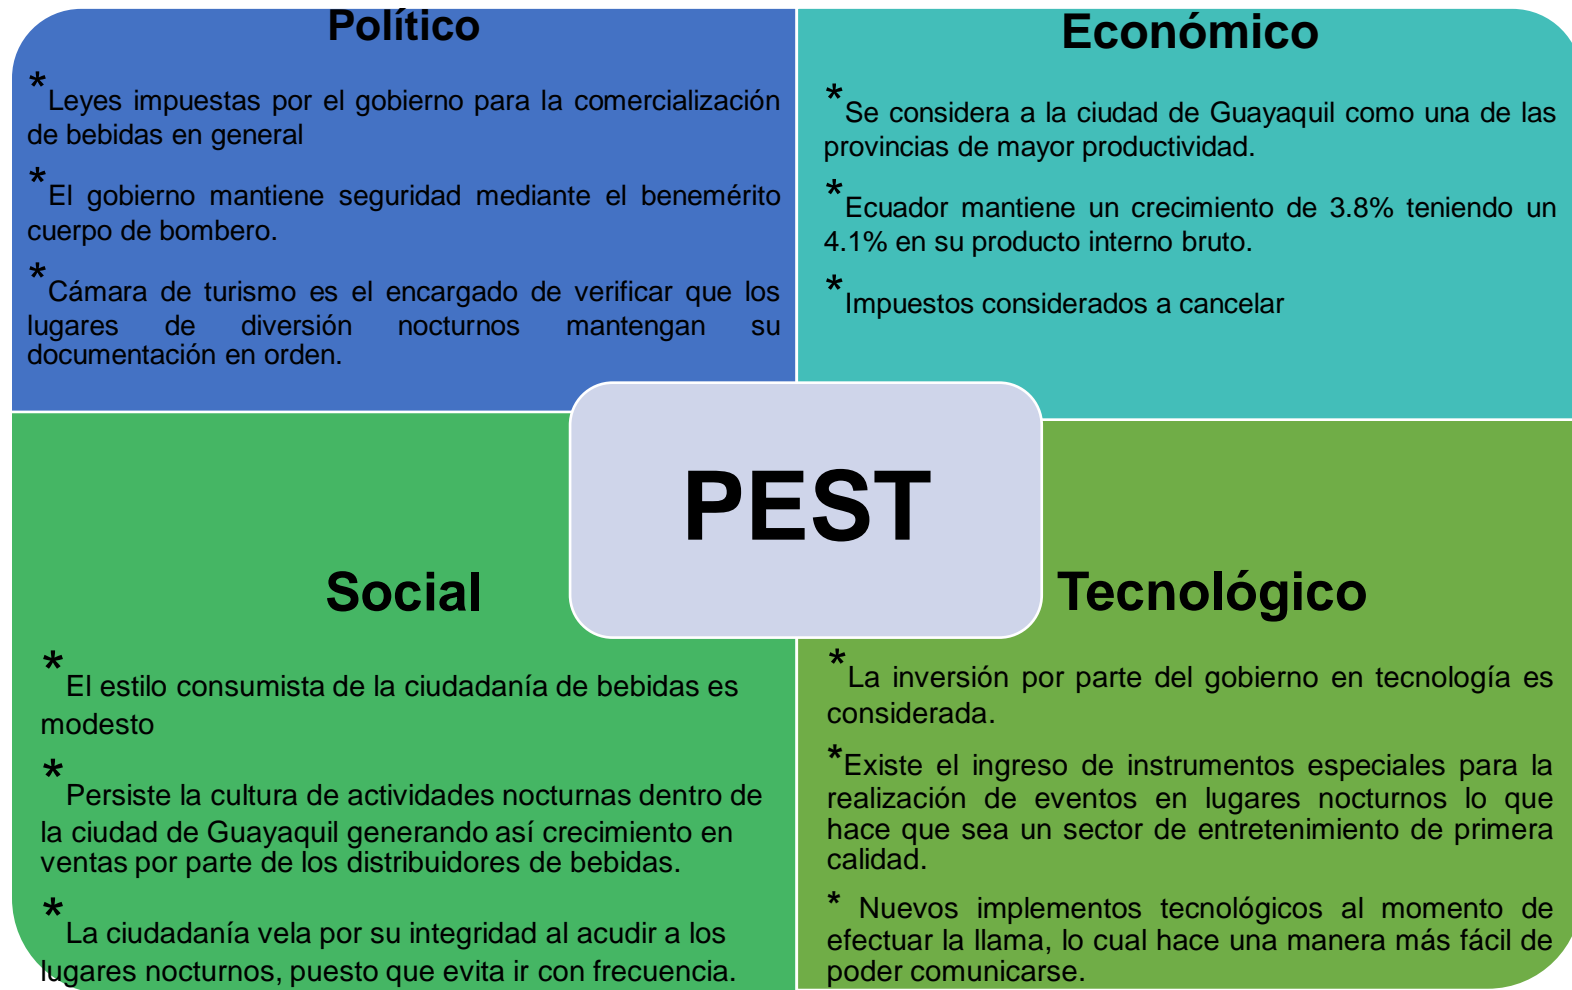 Político
*Leyes impuestas por el gobierno para la comercialización
de bebidas en general
*El gobierno mantiene seguridad mediante el benemérito
cuerpo de bombero.
*Cámara de turismo es el encargado de verificar que los
lugares de diversión nocturnos mantengan su
documentación en orden.
Económico
*Se considera a la ciudad de Guayaquil como una de las
provincias de mayor productividad.
*Ecuador mantiene un crecimiento de 3.8% teniendo un
4.1% en su producto interno bruto.
*Impuestos considerados a cancelar
PEST
Social
*El estilo consumista de la ciudadanía de bebidas es
modesto
*Persiste la cultura de actividades nocturnas dentro de
la ciudad de Guayaquil generando así crecimiento en
ventas por parte de los distribuidores de bebidas.
*La ciudadanía vela por su integridad al acudir a los
lugares nocturnos, puesto que evita ir con frecuencia.
Tecnológico
*La inversión por parte del gobierno en tecnología es
considerada.
*Existe el ingreso de instrumentos especiales para la
realización de eventos en lugares nocturnos lo que
hace que sea un sector de entretenimiento de primera
calidad.
* Nuevos implementos tecnológicos al momento de
efectuar la llama, lo cual hace una manera más fácil de
poder comunicarse.